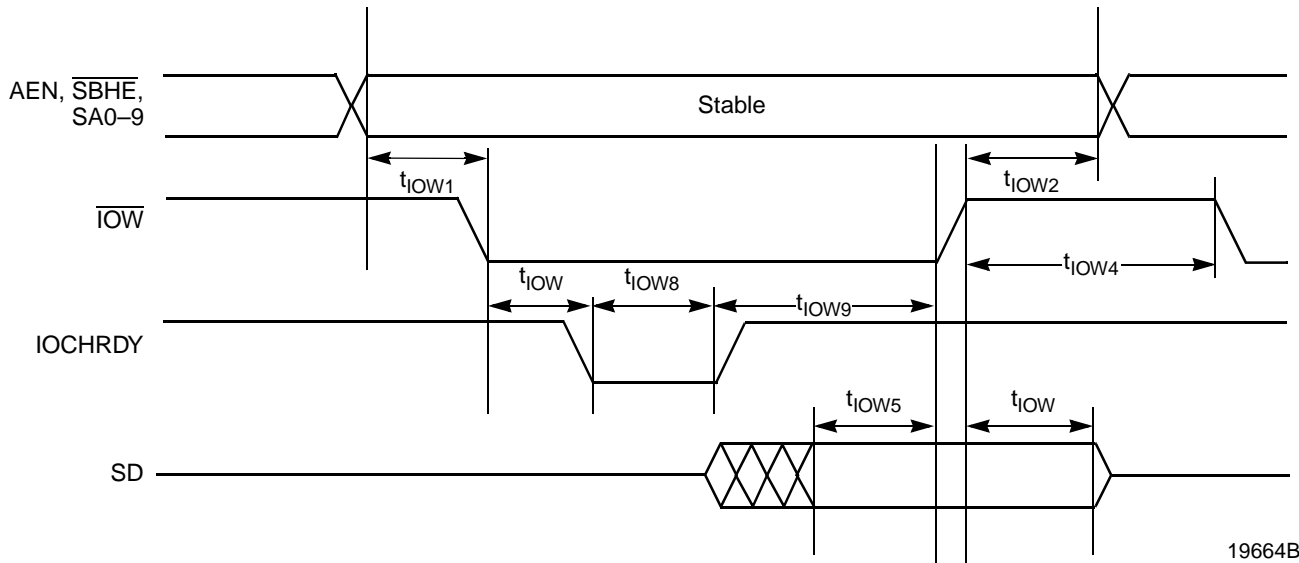 AEN, SBHE,
SA0–9
Stable
tIOW1
tIOW2
IOW
tIOW4
tIOW
tIOW8
tIOW9
IOCHRDY
tIOW5
tIOW
SD
19664B